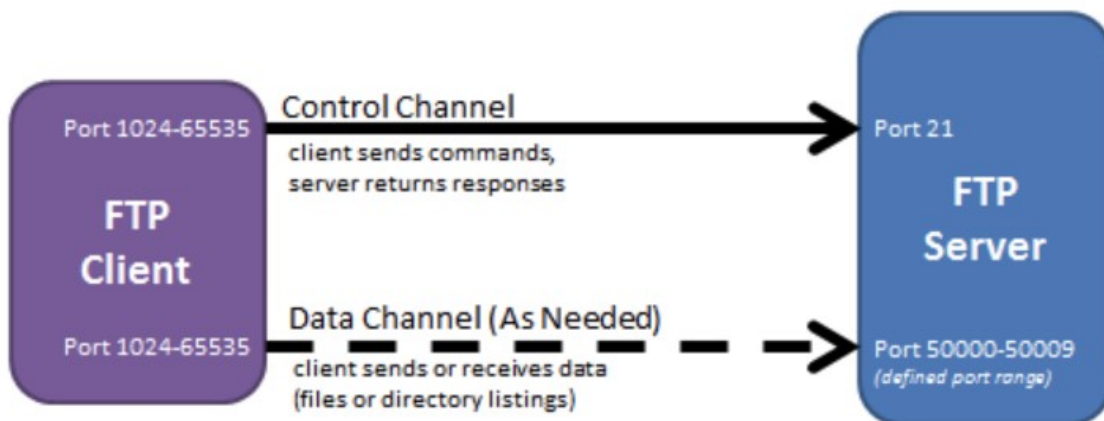 Control Channel
Port 1024-65535
Port 21
client sends commands,
server returns responses
FTP
Client
FTP
Server
Data Channel (As Needed)
Port 1024-65535
Port 50000-50009
(defined port range)
client sends or receives data
(files or directory listings)